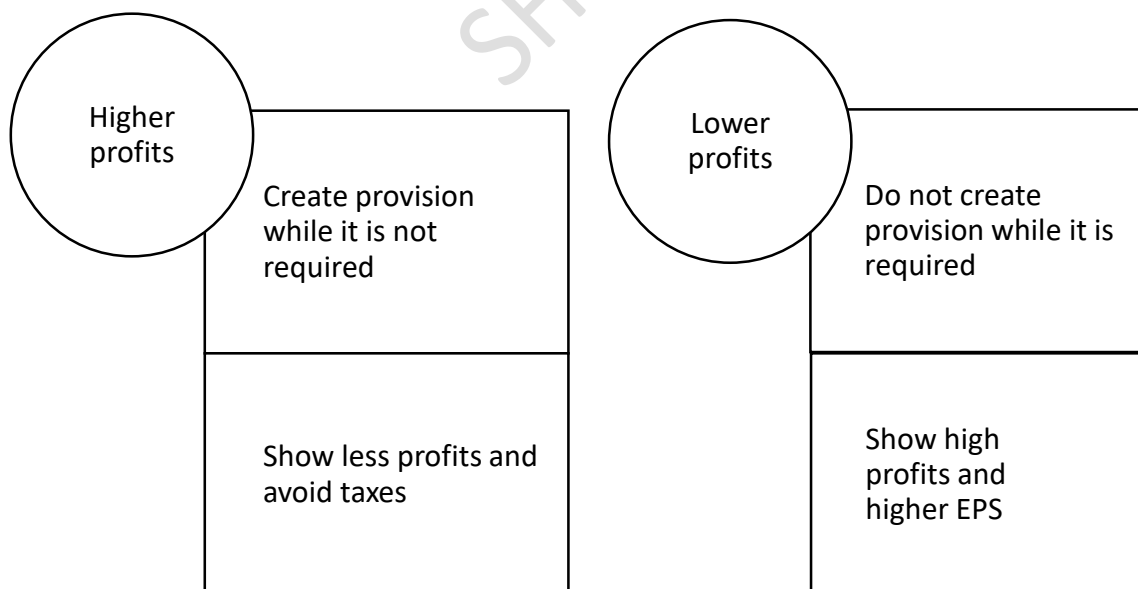 Higher
profits
Create provision
while it is not
required
Show less profits and
avoid taxes
Lower
profits
Do not create
provision while it is
required
Show high
profits and
higher EPS